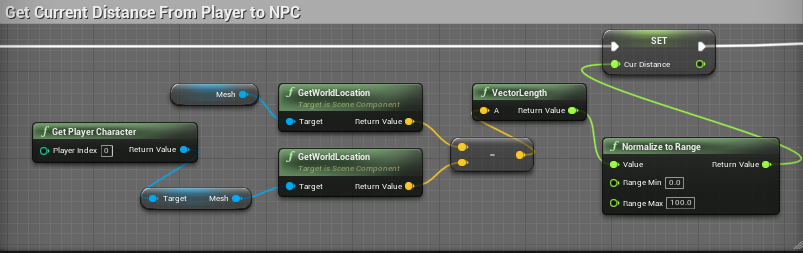 Get Current Distance From Player to NPC
SET
Cur Distance
Mesh
GetWorldLocation
Target is Scene Component
Target Return Value
VectorLength
A Return Value
Get Player Character
Player Index 0 Return Value
-
Normalize to Range
Value Return Value
Range Min 0.0
Range Max 100.0
GetWorldLocation
Target is Scene Component
Target Return Value
Target Mesh